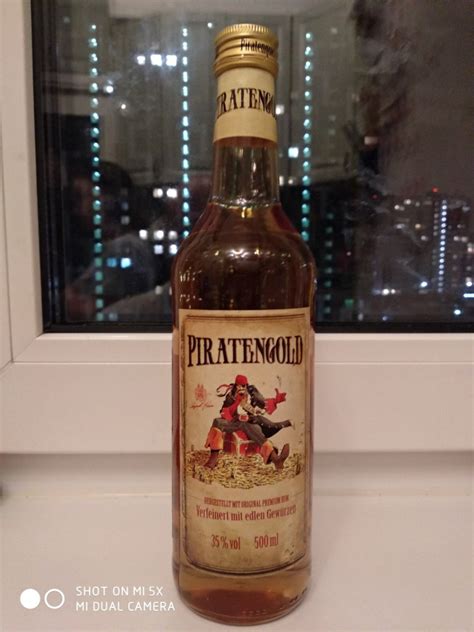 Piratengold
PIRATENGOLD
PIRATENGOLD
HERGESTELLT MIT ORIGINAL PREMIUM RUM
Verfeinert mit edlen Gewürzen
35% vol 500 ml
SHOT ON MI 5X
MI DUAL CAMERA